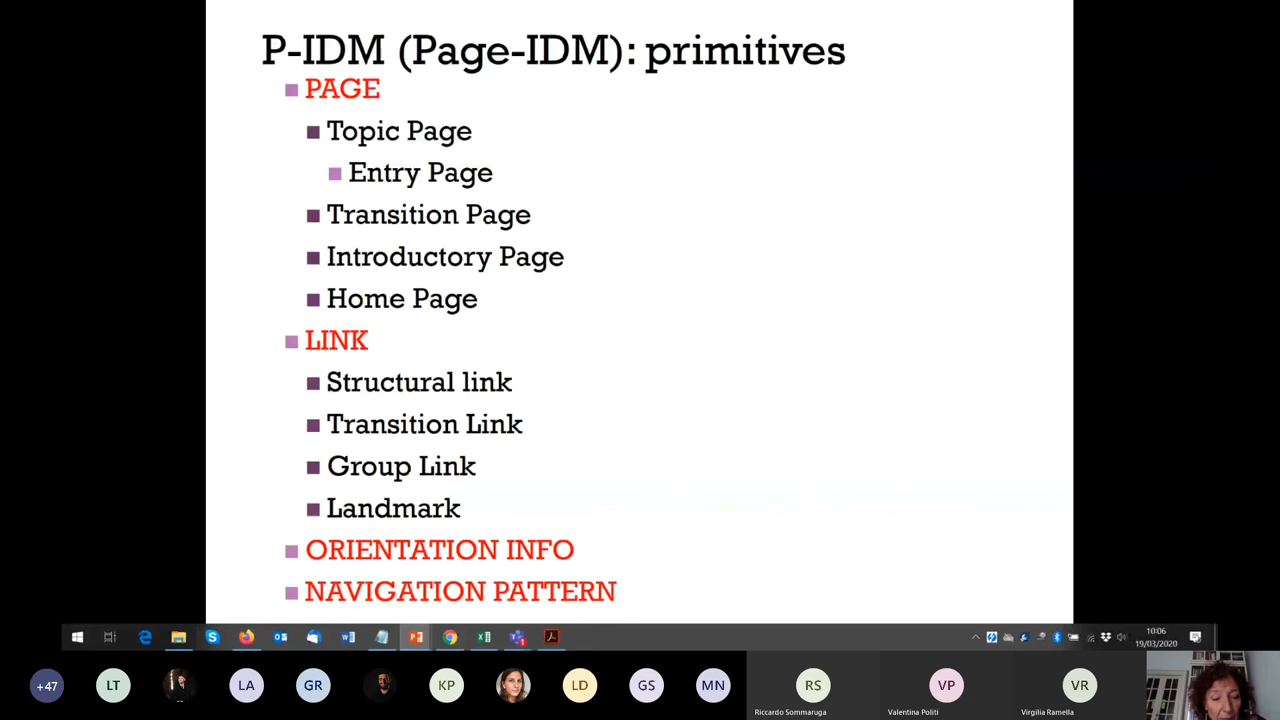 P-IDM (Page-IDM): primitives
PAGE
Topic Page
Entry Page
Transition Page
Introductory Page
Home Page
LINK
Structural link
Transition Link
Group Link
Landmark
ORIENTATION INFO
NAVIGATION PATTERN
10:06
19/03/2020
+47 LT LA GR KP LD GS MN RS VP VR
Riccardo Sommaruga Valentina Politi Virgilia Ramella